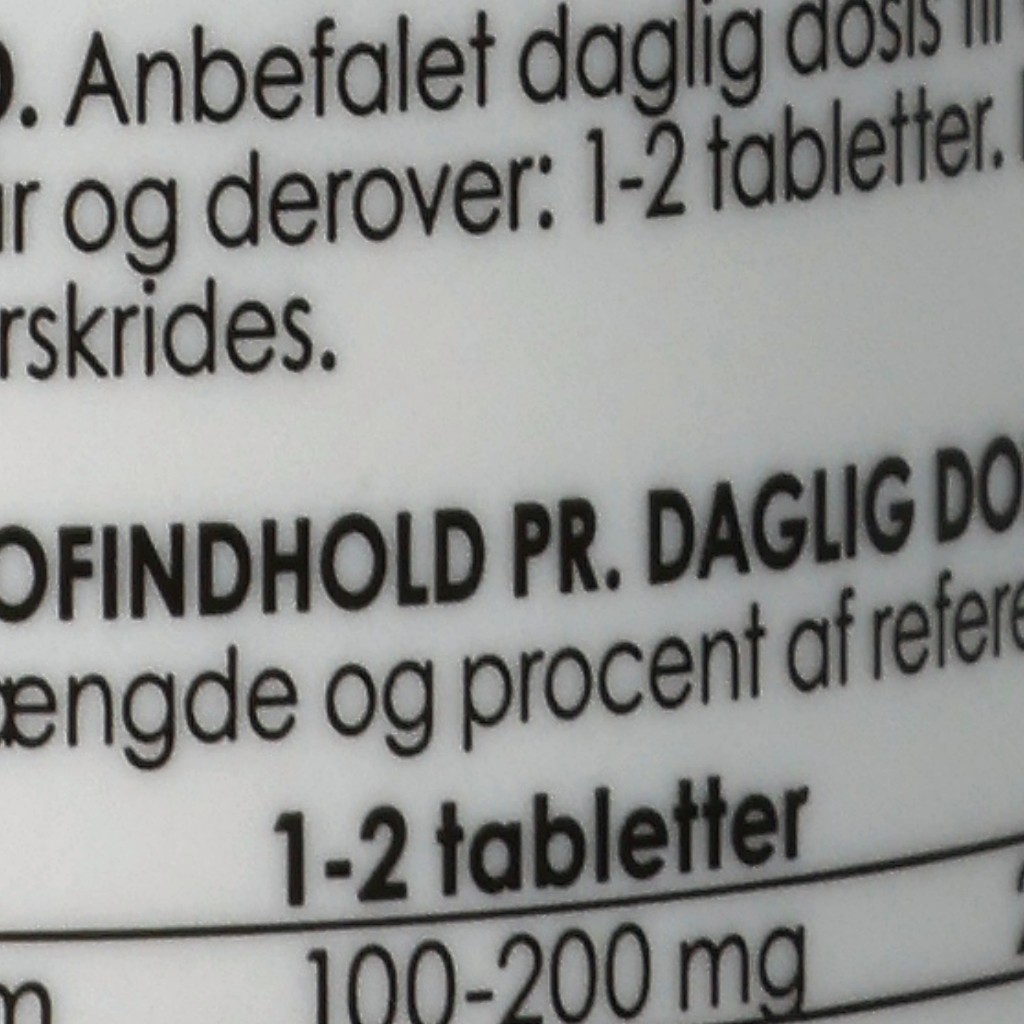 . Anbefalet daglig dosis til
og derover: 1-2 tabletter.
rskrides.
OFINDHOLD PR. DAGLIG DO
ængde og procent af refere
1-2 tabletter
m 100-200 mg